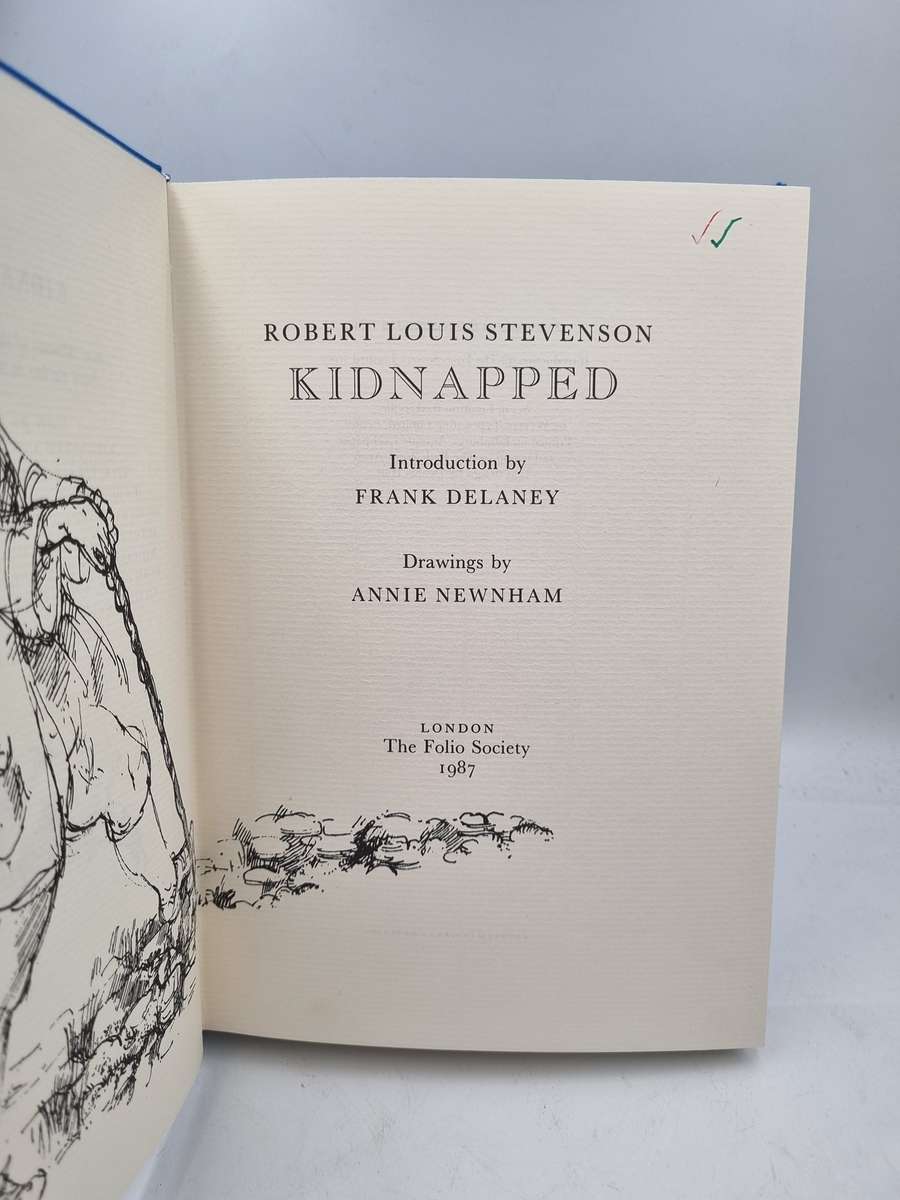 ROBERT LOUIS STEVENSON
KIDNAPPED
Introduction by
FRANK DELANEY
Drawings by
ANNIE NEWNHAM
LONDON
The Folio Society
1987